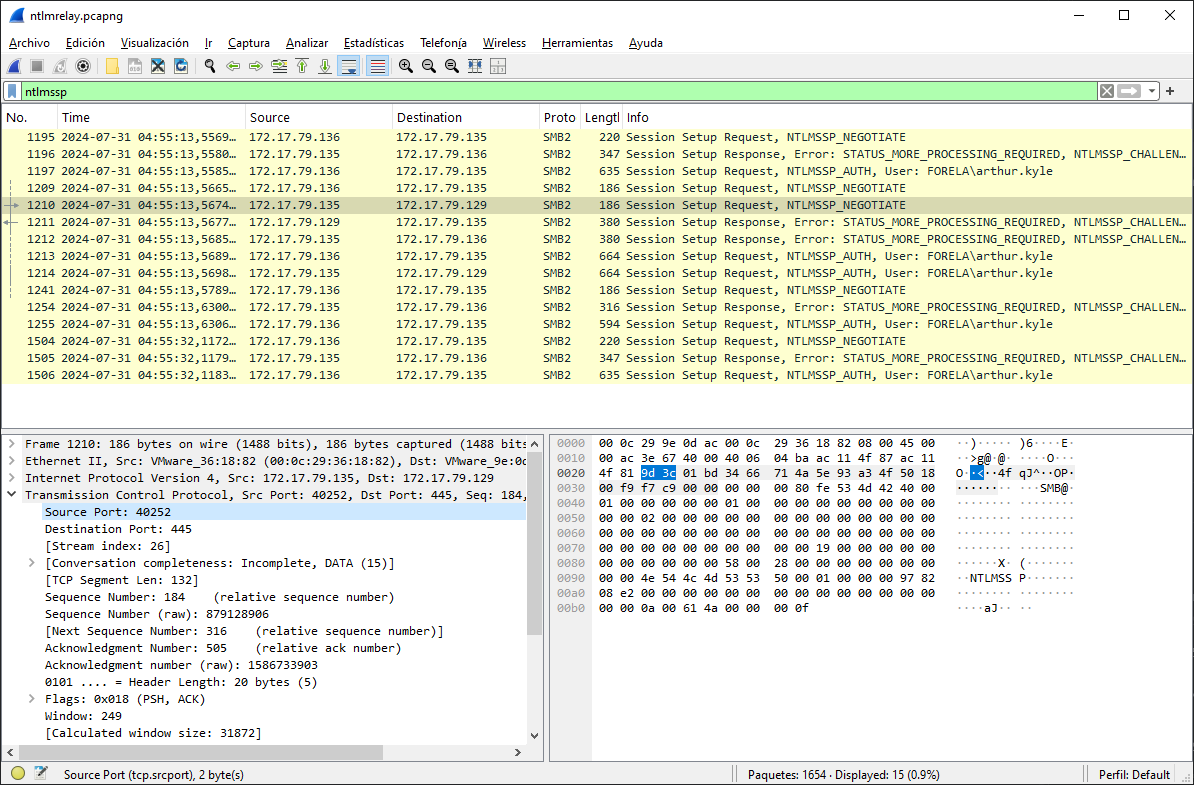 ntlmrelay.pcapng
Archivo Edición Visualización Ir Captura Analizar Estadísticas Telefonía Wireless Herramientas Ayuda
ntlmssp
No. Time Source Destination Proto Lengtl Info
1195 2024-07-31 04:55:13,5569… 172.17.79.136 172.17.79.135 SMB2 220 Session Setup Request, NTLMSSP_NEGOTIATE
1196 2024-07-31 04:55:13,5580… 172.17.79.135 172.17.79.136 SMB2 347 Session Setup Response, Error: STATUS_MORE_PROCESSING_REQUIRED, NTLMSSP_CHALLEN…
1197 2024-07-31 04:55:13,5585… 172.17.79.136 172.17.79.135 SMB2 635 Session Setup Request, NTLMSSP_AUTH, User: FORELA\arthur.kyle
1209 2024-07-31 04:55:13,5665… 172.17.79.136 172.17.79.135 SMB2 186 Session Setup Request, NTLMSSP_NEGOTIATE
1210 2024-07-31 04:55:13,5674… 172.17.79.135 172.17.79.129 SMB2 186 Session Setup Request, NTLMSSP_NEGOTIATE
1211 2024-07-31 04:55:13,5677… 172.17.79.129 172.17.79.135 SMB2 380 Session Setup Response, Error: STATUS_MORE_PROCESSING_REQUIRED, NTLMSSP_CHALLEN…
1212 2024-07-31 04:55:13,5685… 172.17.79.135 172.17.79.136 SMB2 380 Session Setup Response, Error: STATUS_MORE_PROCESSING_REQUIRED, NTLMSSP_CHALLEN…
1213 2024-07-31 04:55:13,5689… 172.17.79.136 172.17.79.135 SMB2 664 Session Setup Request, NTLMSSP_AUTH, User: FORELA\arthur.kyle
1214 2024-07-31 04:55:13,5698… 172.17.79.135 172.17.79.129 SMB2 664 Session Setup Request, NTLMSSP_AUTH, User: FORELA\arthur.kyle
1241 2024-07-31 04:55:13,5789… 172.17.79.136 172.17.79.135 SMB2 186 Session Setup Request, NTLMSSP_NEGOTIATE
1254 2024-07-31 04:55:13,6300… 172.17.79.135 172.17.79.136 SMB2 316 Session Setup Response, Error: STATUS_MORE_PROCESSING_REQUIRED, NTLMSSP_CHALLEN…
1255 2024-07-31 04:55:13,6306… 172.17.79.136 172.17.79.135 SMB2 594 Session Setup Request, NTLMSSP_AUTH, User: FORELA\arthur.kyle
1504 2024-07-31 04:55:32,1172… 172.17.79.136 172.17.79.135 SMB2 220 Session Setup Request, NTLMSSP_NEGOTIATE
1505 2024-07-31 04:55:32,1179… 172.17.79.135 172.17.79.136 SMB2 347 Session Setup Response, Error: STATUS_MORE_PROCESSING_REQUIRED, NTLMSSP_CHALLEN…
1506 2024-07-31 04:55:32,1183… 172.17.79.136 172.17.79.135 SMB2 635 Session Setup Request, NTLMSSP_AUTH, User: FORELA\arthur.kyle
Frame 1210: 186 bytes on wire (1488 bits), 186 bytes captured (1488 bits
Ethernet II, Src: VMware_36:18:82 (00:0c:29:36:18:82), Dst: VMware_9e:0d
Internet Protocol Version 4, Src: 172.17.79.135, Dst: 172.17.79.129
Transmission Control Protocol, Src Port: 40252, Dst Port: 445, Seq: 184,
Source Port: 40252
Destination Port: 445
[Stream index: 26]
[Conversation completeness: Incomplete, DATA (15)]
[TCP Segment Len: 132]
Sequence Number: 184 (relative sequence number)
Sequence Number (raw): 879128906
[Next Sequence Number: 316 (relative sequence number)]
Acknowledgment Number: 505 (relative ack number)
Acknowledgment number (raw): 1586733903
0101 .... = Header Length: 20 bytes (5)
Flags: 0x018 (PSH, ACK)
Window: 249
[Calculated window size: 31872]
0000 00 0c 29 9e 0d ac 00 0c 29 36 18 82 08 00 45 00 ··)·····)6····E·
0010 00 ac 3e 67 40 00 40 06 04 ba ac 11 4f 87 ac 11 ··>g@·@·····O···
0020 4f 81 9d 3c 01 bd 34 66 71 4a 5e 93 a3 4f 50 18 O··<··4f qJ^··OP·
0030 00 f9 f7 c9 00 00 00 00 00 80 fe 53 4d 42 40 00 ········ ···SMB@·
0040 01 00 00 00 00 00 01 00 00 00 00 00 00 00 00 00 ········ ········
0050 00 00 02 00 00 00 00 00 00 00 00 00 00 00 00 00 ········ ········
0060 00 00 00 00 00 00 00 00 00 00 00 00 00 00 00 00 ········ ········
0070 00 00 00 00 00 00 00 00 00 00 19 00 00 00 00 00 ········ ········
0080 00 00 00 00 00 00 58 00 28 00 00 00 00 00 00 00 ······X· (·······
0090 00 00 4e 54 4c 4d 53 53 50 00 01 00 00 00 97 82 ··NTLMSS P·······
00a0 08 e2 00 00 00 00 00 00 00 00 00 00 00 00 00 00 ········ ········
00b0 00 00 0a 00 61 4a 00 00 00 0f ····aJ·· ··
Source Port (tcp.srcport), 2 byte(s) Paquetes: 1654 · Displayed: 15 (0.9%) Perfil: Default